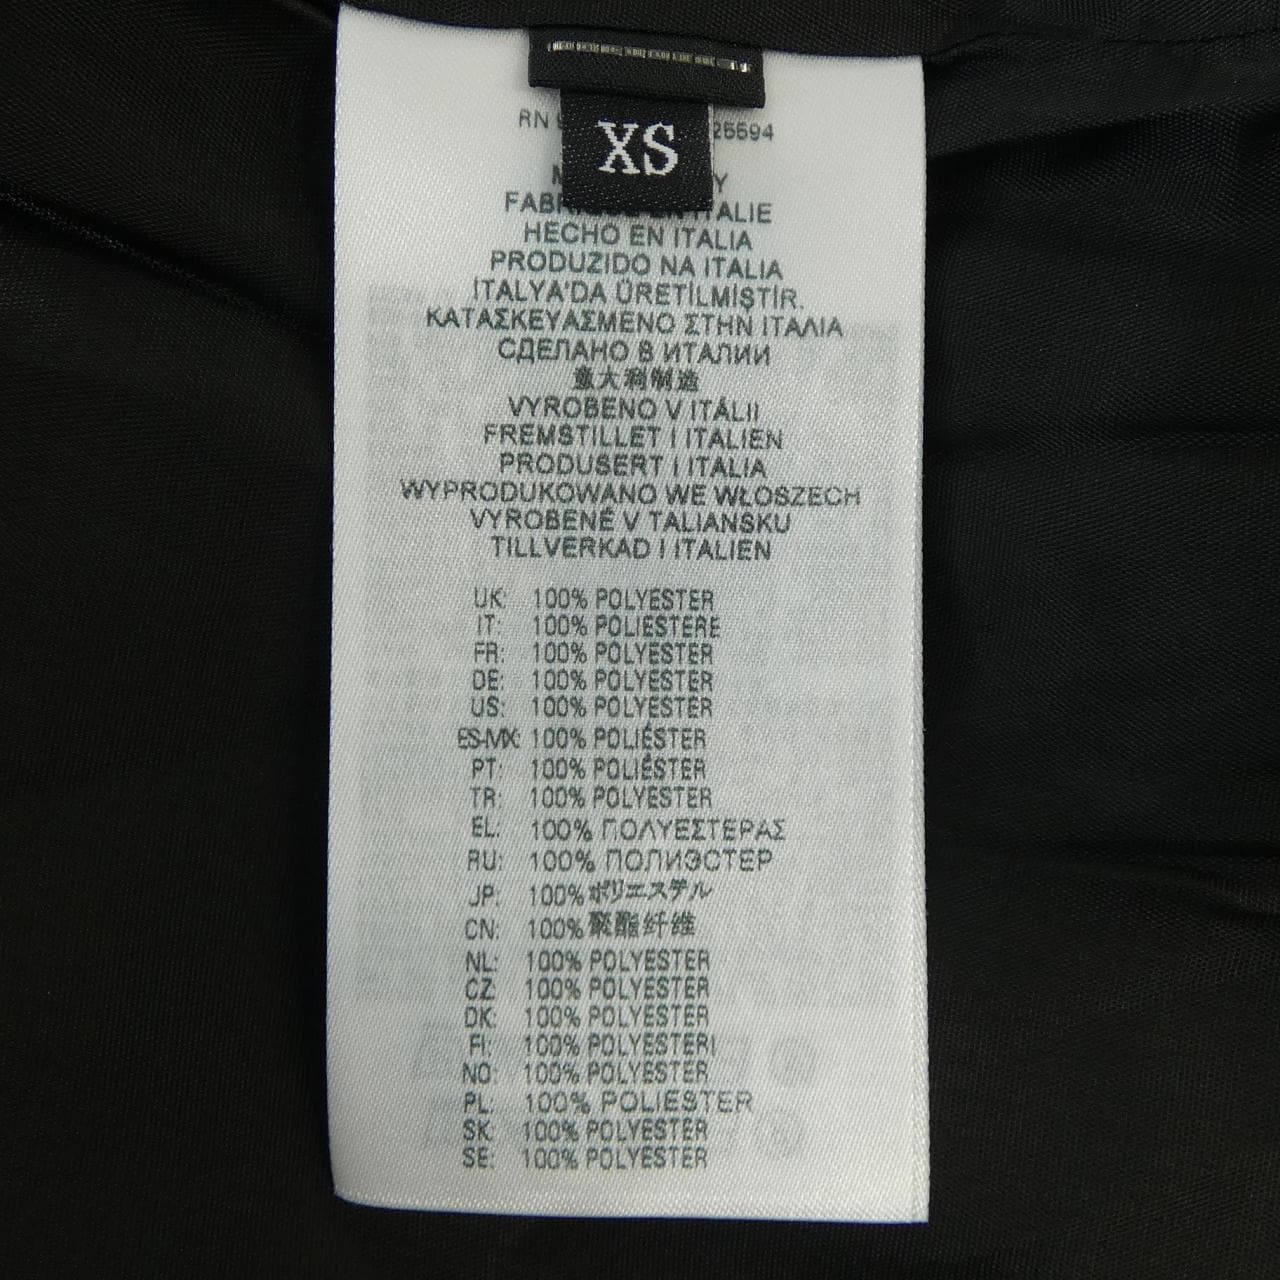 RN 25594
XS
FABRIQUE EN ITALIE
HECHO EN ITALIA
PRODUZIDO NA ITALIA
İTALYA'DA ÜRETİLMİŞTİR.
ΚΑΤΑΣΚΕΥΑΣΜΕΝΟ ΣΤΗΝ ΙΤΑΛΙΑ
СДЕЛАНО В ИТАЛИИ
意大利制造
VYROBENO V ITÁLII
FREMSTILLET I ITALIEN
PRODUSERT I ITALIA
WYPRODUKOWANO WE WŁOSZECH
VYROBENÉ V TALIANSKU
TILLVERKAD I ITALIEN
UK: 100% POLYESTER
IT: 100% POLIESTERE
FR: 100% POLYESTER
DE: 100% POLYESTER
US: 100% POLYESTER
ES-MX: 100% POLIÉSTER
PT: 100% POLIÉSTER
TR: 100% POLYESTER
EL: 100% ΠΟΛΥΕΣΤΕΡΑΣ
RU: 100% ПОЛИЭСТЕР
JP: 100% ポリエステル
CN: 100% 聚酯纤维
NL: 100% POLYESTER
CZ: 100% POLYESTER
DK: 100% POLYESTER
FI: 100% POLYESTERI
NO: 100% POLYESTER
PL: 100% POLIESTER
SK: 100% POLYESTER
SE: 100% POLYESTER